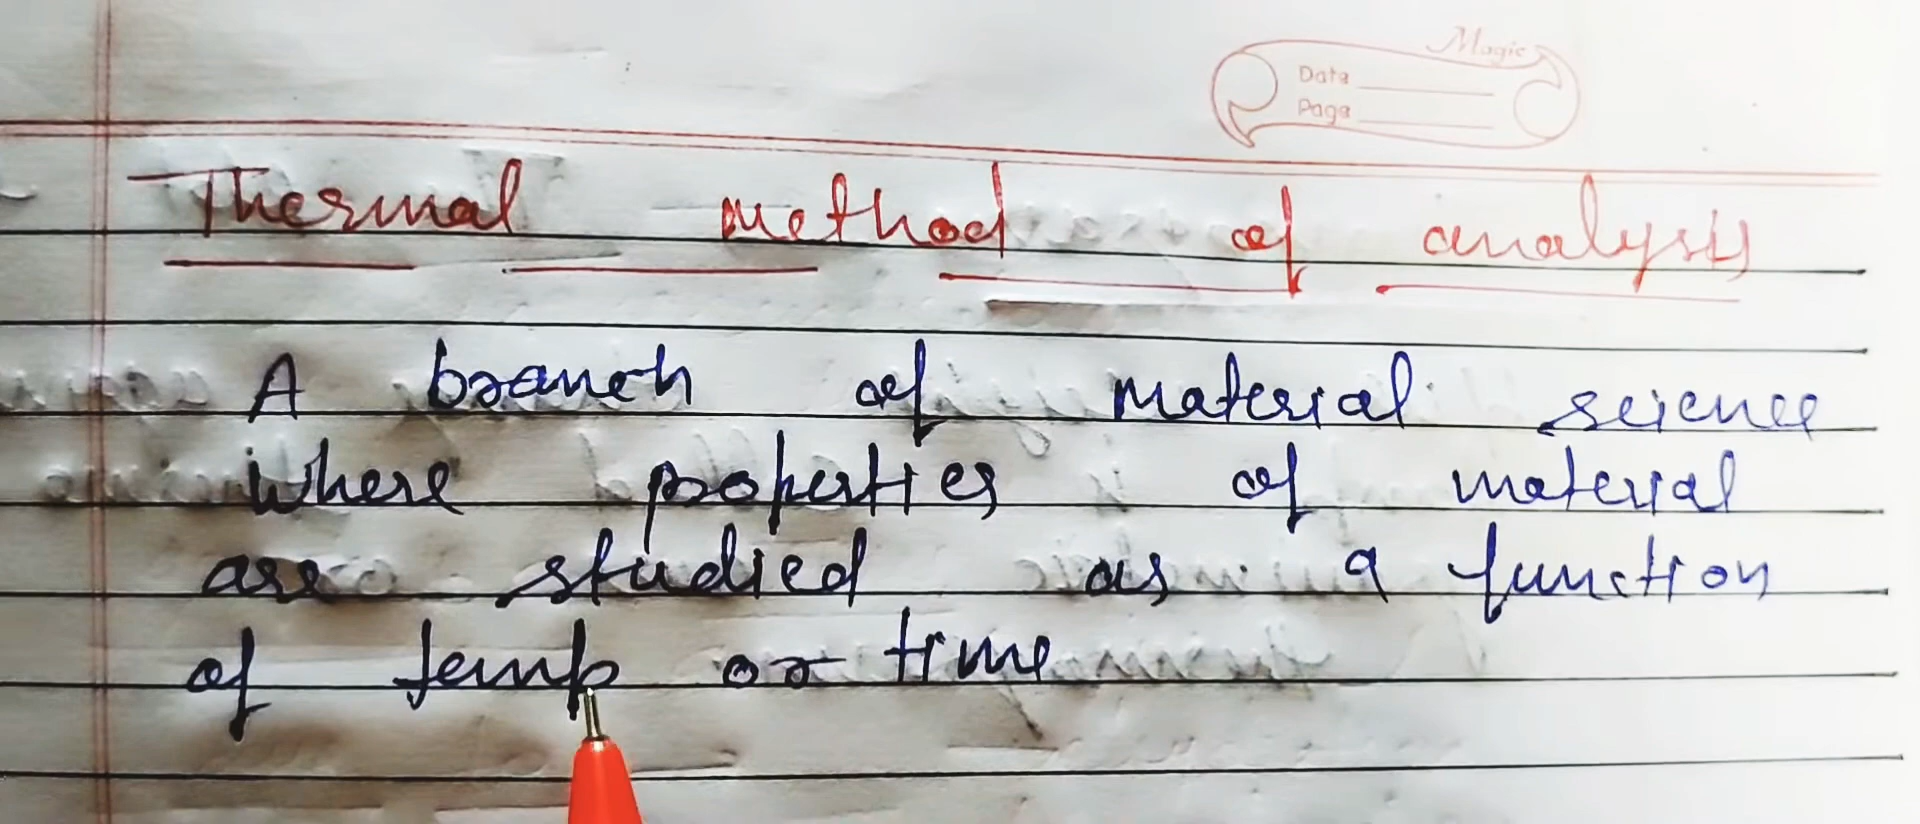 Magic
Date
Page
Thermal method of analysis
A branch of material science
where properties of material
are studied as a function
of temp or time